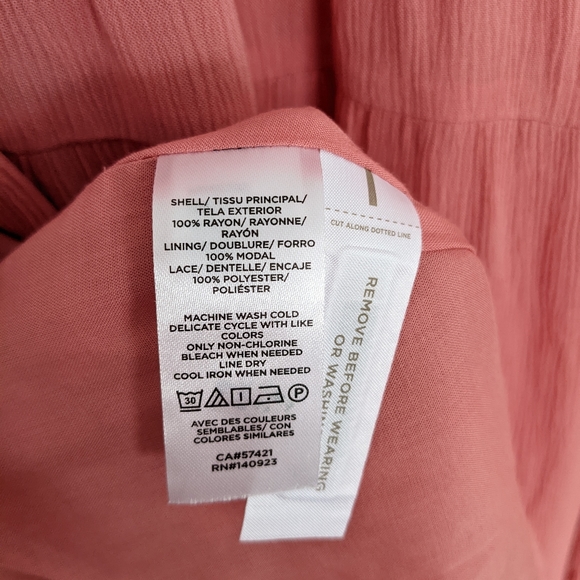 SHELL/ TISSU PRINCIPAL/
TELA EXTERIOR
100% RAYON/ RAYONNE/
RAYÓN
LINING/ DOUBLURE/ FORRO
100% MODAL
LACE/ DENTELLE/ ENCAJE
100% POLYESTER/
POLIÉSTER
MACHINE WASH COLD
DELICATE CYCLE WITH LIKE
COLORS
ONLY NON-CHLORINE
BLEACH WHEN NEEDED
LINE DRY
COOL IRON WHEN NEEDED
30 P
AVEC DES COULEURS
SEMBLABLES/ CON
COLORES SIMILARES
CA#57421
RN#140923
CUT ALONG DOTTED LINE
REMOVE BEFORE WEARING
OR WASHING